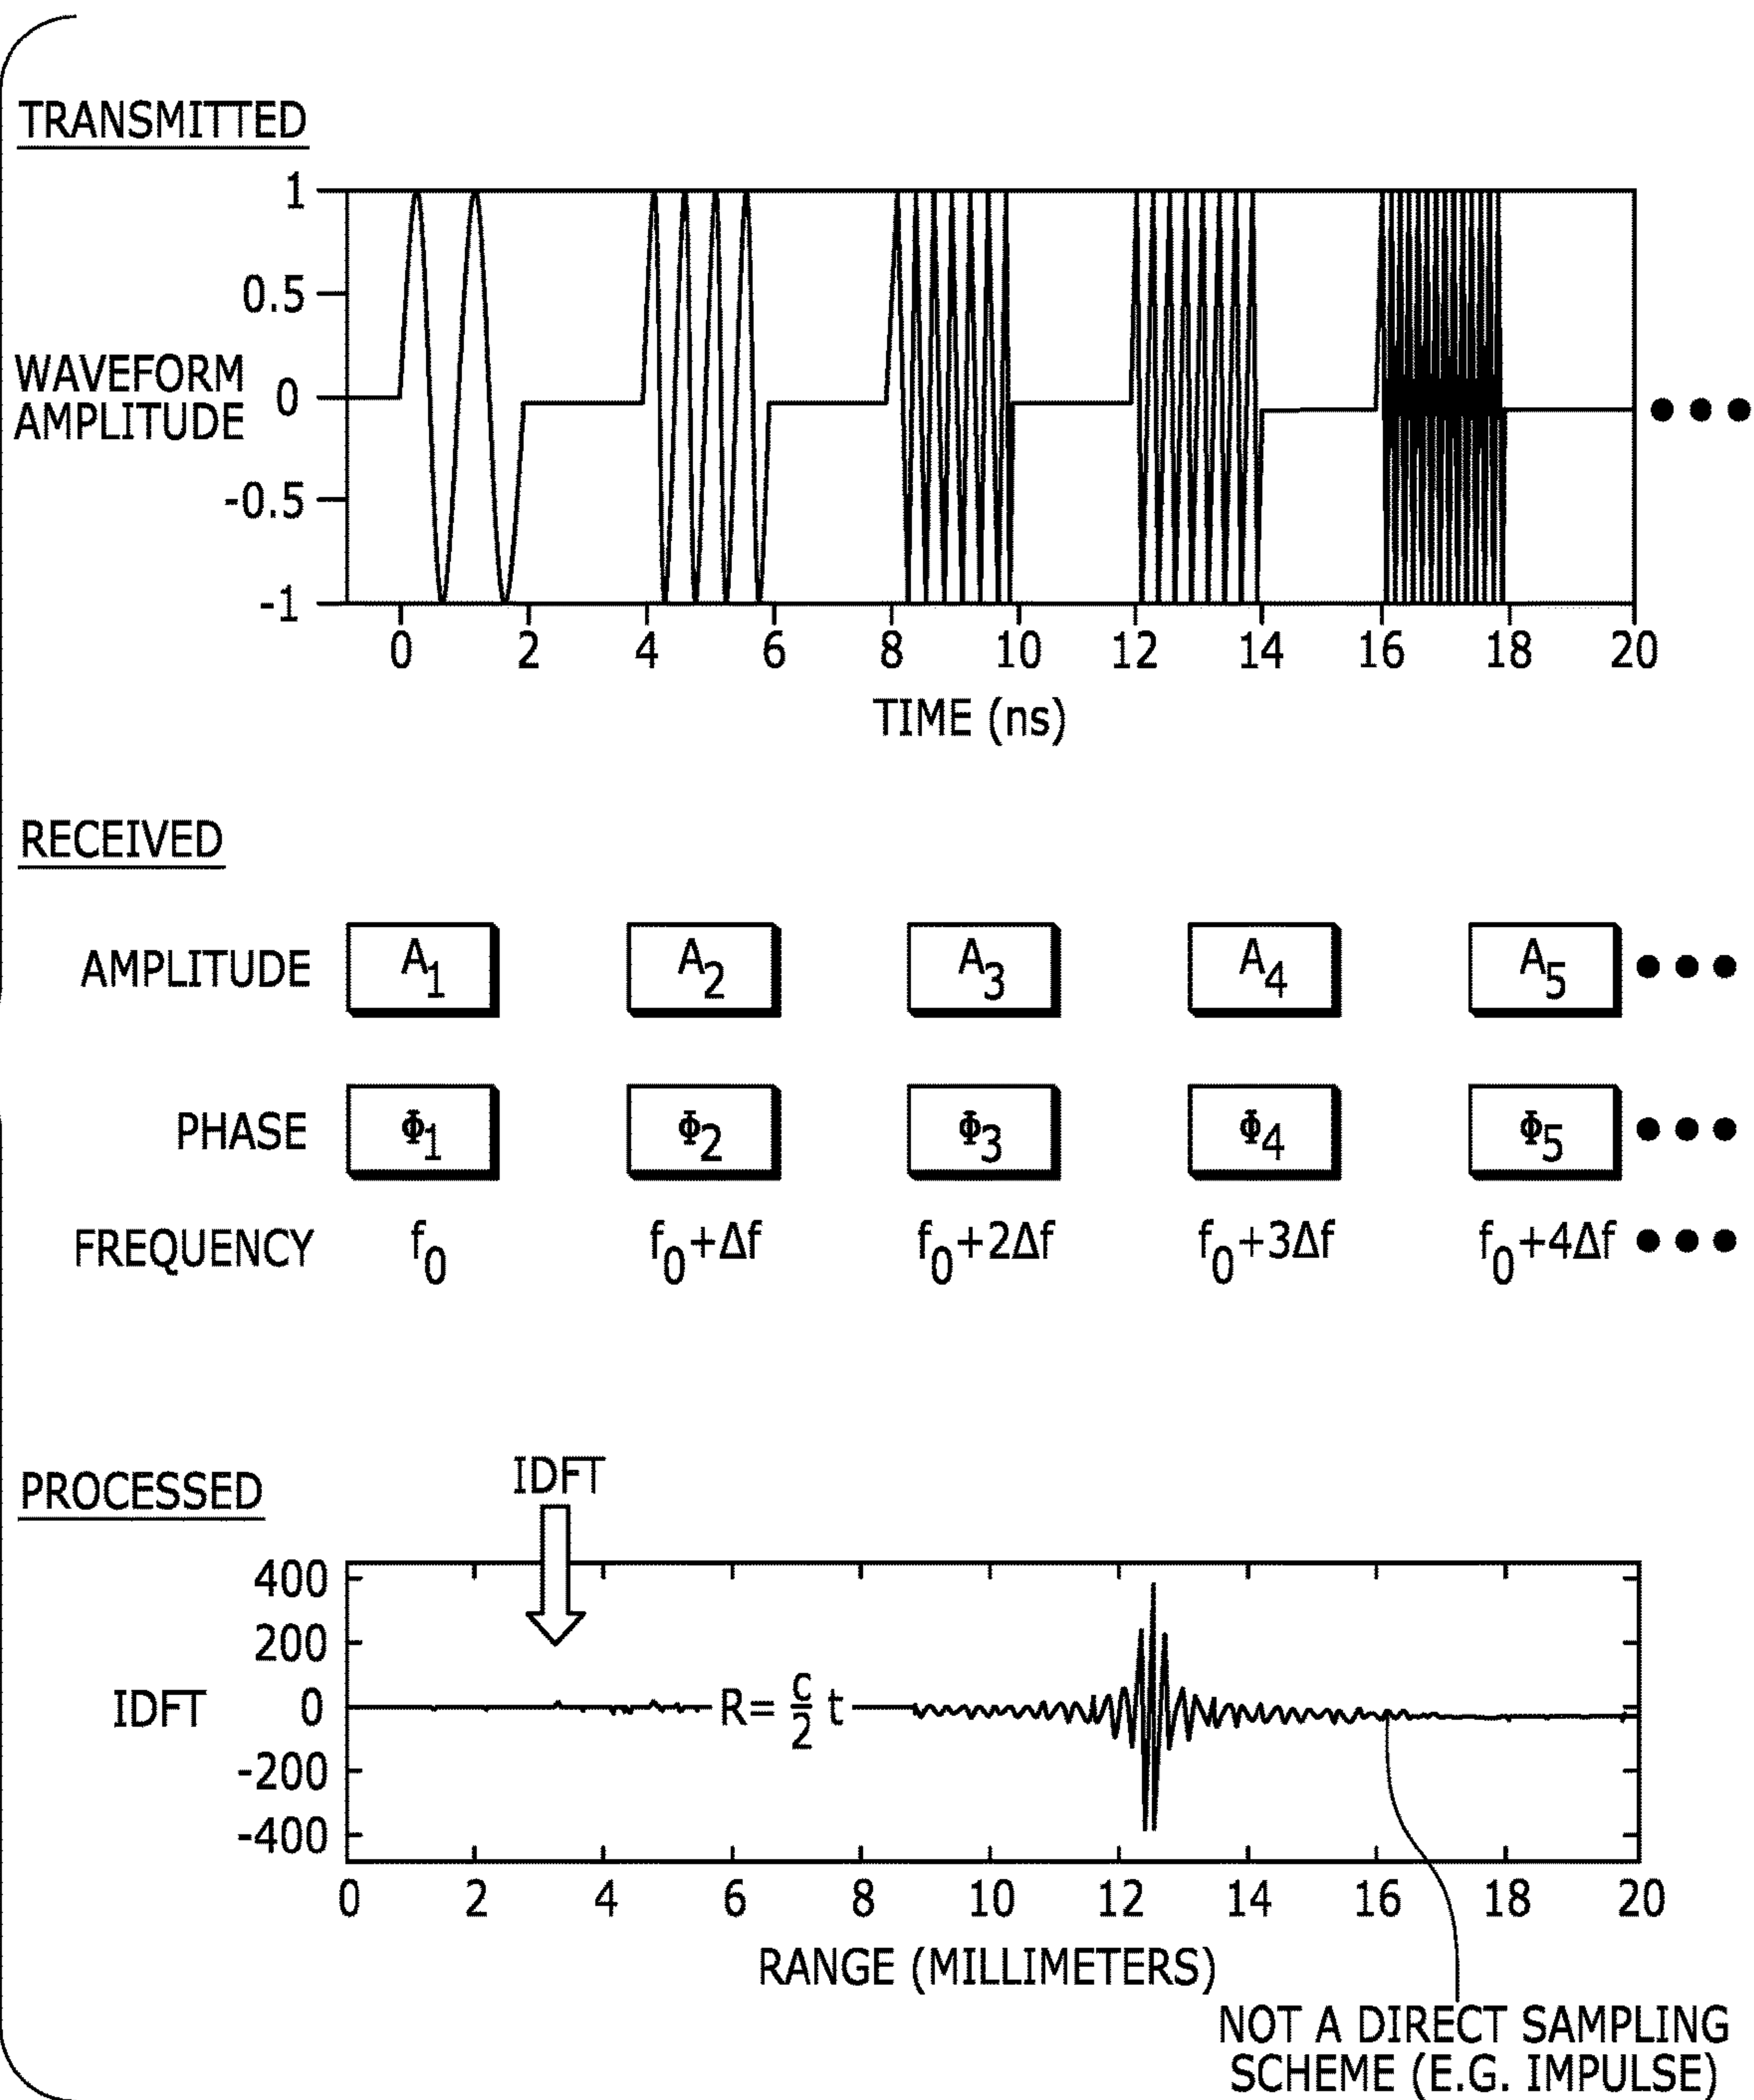 TRANSMITTED
1
0.5
WAVEFORM
AMPLITUDE
0
-0.5
-1
0 2 4 6 8 10 12 14 16 18 20
TIME (ns)
RECEIVED
AMPLITUDE A1 A2 A3 A4 A5
PHASE Φ1 Φ2 Φ3 Φ4 Φ5
FREQUENCY f0 f0+Δf f0+2Δf f0+3Δf f0+4Δf
PROCESSED
IDFT
400
200
IDFT 0 R= c/2 t
-200
-400
0 2 4 6 8 10 12 14 16 18 20
RANGE (MILLIMETERS)
NOT A DIRECT SAMPLING
SCHEME (E.G. IMPULSE)